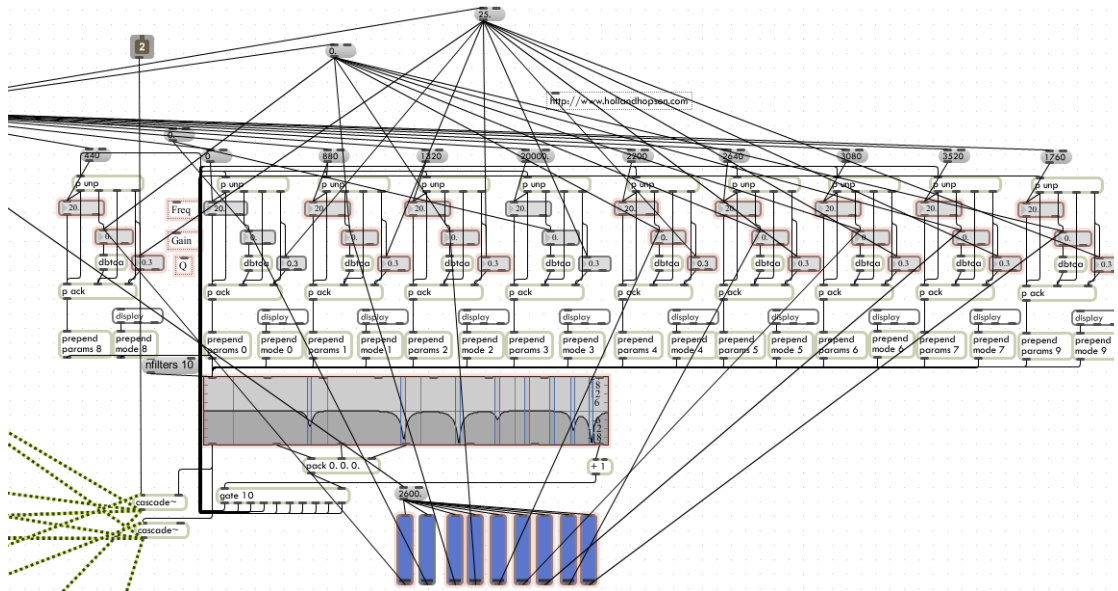 25.
2
0.
http://www.hollandhopson.com
440 0 880 1320 20000. 2200 2640 3080 3520 1760
p unp p unp p unp p unp p unp p unp p unp p unp p unp p unp
20. Freq 20. 20. 20. 20. 20. 20. 20. 20. 20.
0. Gain 0. 0. 0. 0. 0. 0. 0. 0. 0.
dbtoa 0.3 Q dbtoa 0.3 dbtoa 0.3 dbtoa 0.3 dbtoa 0.3 dbtoa 0.3 dbtoa 0.3 dbtoa 0.3 dbtoa 0.3 dbtoa 0.3
p ack p ack p ack p ack p ack p ack p ack p ack p ack p ack
display display display display display display display display display display
prepend params 8 prepend mode 8 prepend params 0 prepend mode 0 prepend params 1 prepend mode 1 prepend params 2 prepend mode 2 prepend params 3 prepend mode 3 prepend params 4 prepend mode 4 prepend params 5 prepend mode 5 prepend params 6 prepend mode 6 prepend params 7 prepend mode 7 prepend params 9 prepend mode 9
nfilters 10
pack 0. 0. 0.
+ 1
gate 10
2600.
cascade~
cascade~